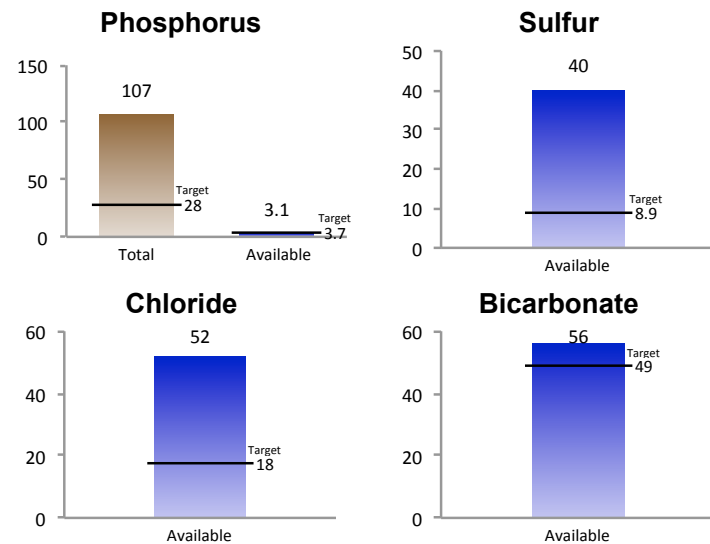 Phosphorus
150
100
50
0
107
Target
28
3.1
Target
3.7
Total
Available
Sulfur
50
40
30
20
10
0
40
Target
8.9
Available
Chloride
60
40
20
0
52
Target
18
Available
Bicarbonate
60
40
20
0
56
Target
49
Available